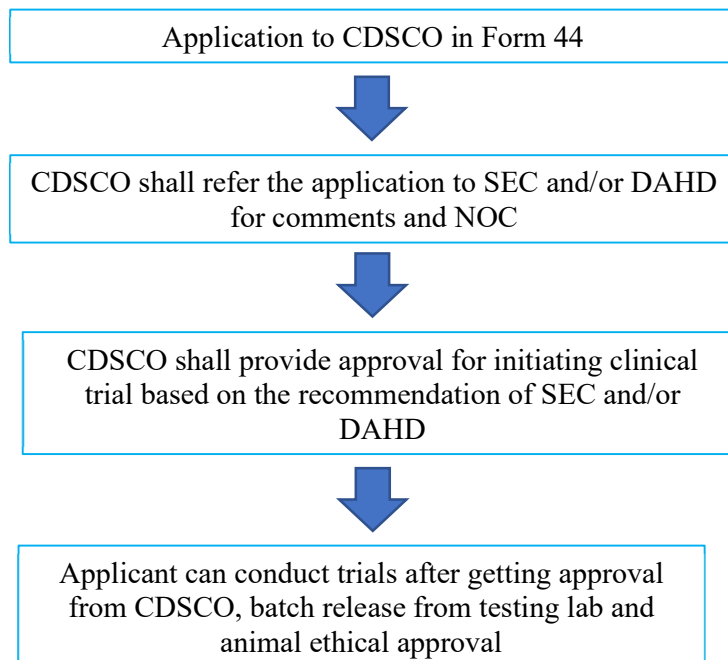 Application to CDSCO in Form 44
CDSCO shall refer the application to SEC and/or DAHD
for comments and NOC
CDSCO shall provide approval for initiating clinical
trial based on the recommendation of SEC and/or
DAHD
Applicant can conduct trials after getting approval
from CDSCO, batch release from testing lab and
animal ethical approval